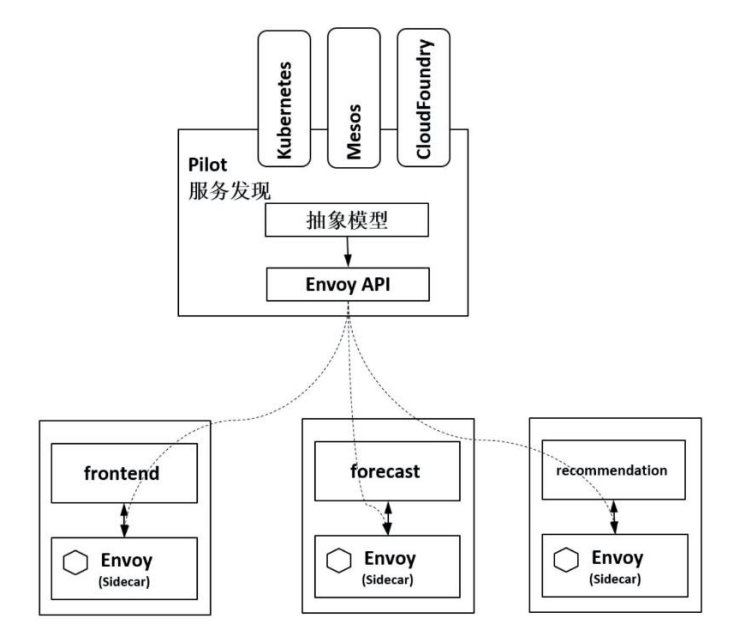 Kubernetes
Mesos
CloudFoundry
Pilot
服务发现
抽象模型
Envoy API
frontend
forecast
recommendation
Envoy
(Sidecar)
Envoy
(Sidecar)
Envoy
(Sidecar)